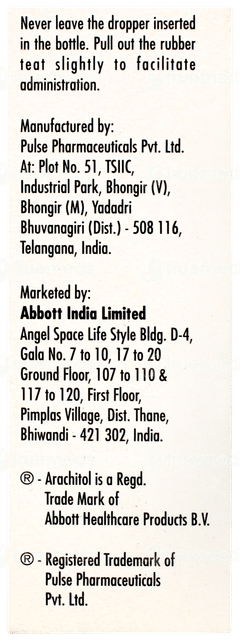 Never leave the dropper inserted
in the bottle. Pull out the rubber
teat slightly to facilitate
administration.
Manufactured by:
Pulse Pharmaceuticals Pvt. Ltd.
At: Plot No. 51, TSIIC,
Industrial Park, Bhongir (V),
Bhongir (M), Yadadri
Bhuvanagiri (Dist.) - 508 116,
Telangana, India.
Marketed by:
Abbott India Limited
Angel Space Life Style Bldg. D-4,
Gala No. 7 to 10, 17 to 20
Ground Floor, 107 to 110 &
117 to 120, First Floor,
Pimplas Village, Dist. Thane,
Bhiwandi - 421 302, India.
® - Arachitol is a Regd.
Trade Mark of
Abbott Healthcare Products B.V.
® - Registered Trademark of
Pulse Pharmaceuticals
Pvt. Ltd.